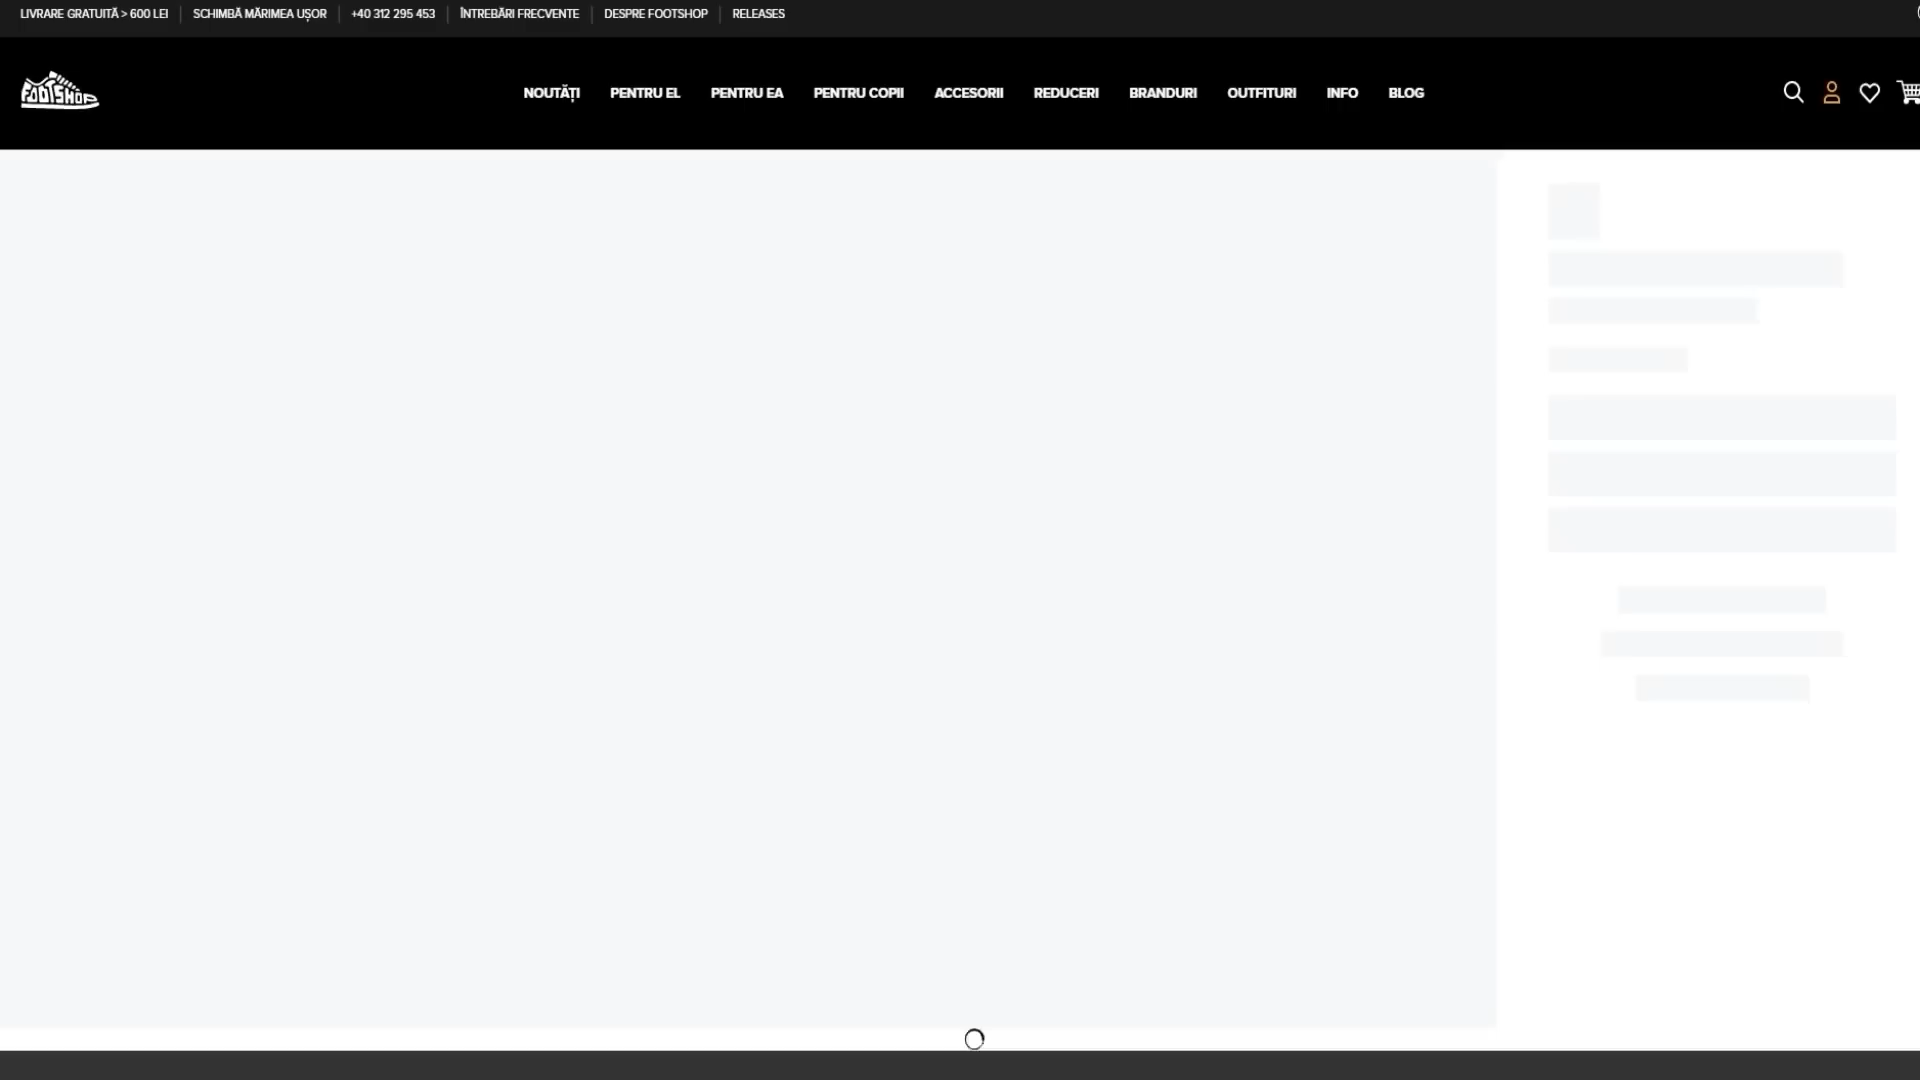 LIVRARE GRATUITĂ > 600 LEI
SCHIMBĂ MĂRIMEA UȘOR
+40 312 295 453
ÎNTREBĂRI FRECVENTE
DESPRE FOOTSHOP
RELEASES
FOOTSHOP
NOUTĂȚI
PENTRU EL
PENTRU EA
PENTRU COPII
ACCESORII
REDUCERI
BRANDURI
OUTFITURI
INFO
BLOG